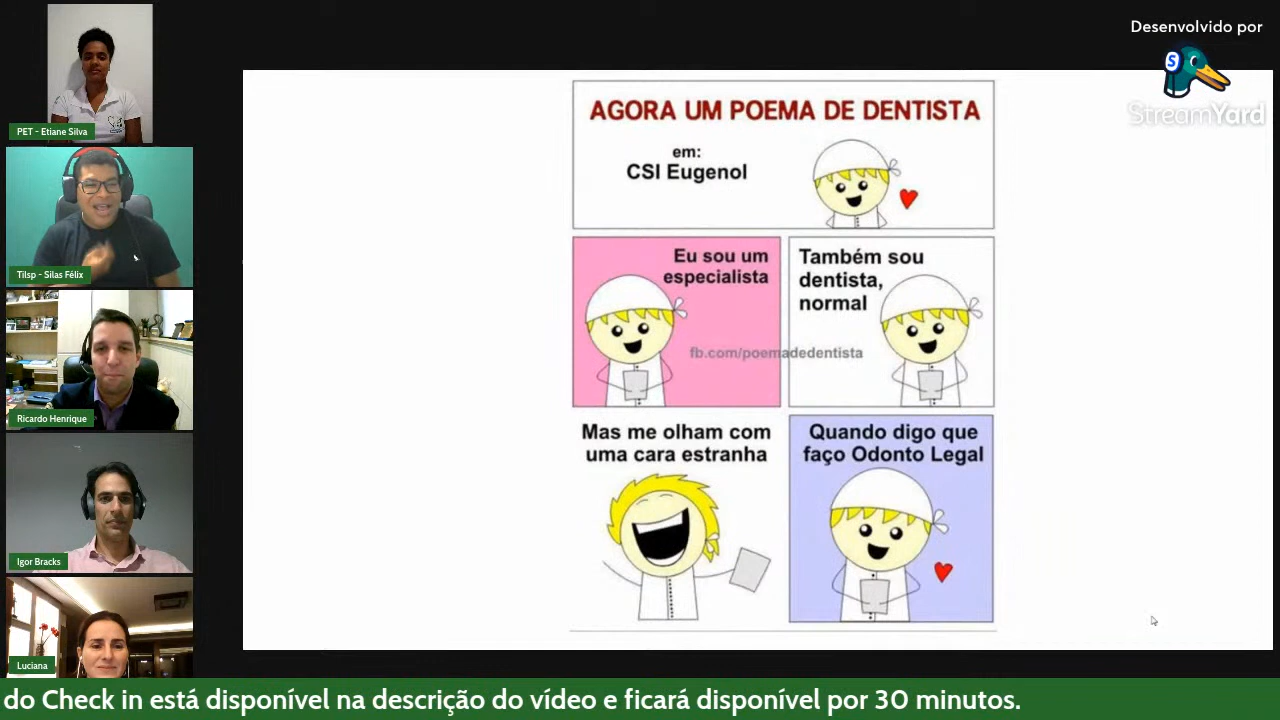 PET - Etiane Silva
Tilsp - Silas Félix
Ricardo Henrique
Igor Bracks
Luciana
Desenvolvido por
S
StreamYard
AGORA UM POEMA DE DENTISTA
em:
CSI Eugenol
Eu sou um
especialista
Também sou
dentista,
normal
fb.com/poemadedentista
Mas me olham com
uma cara estranha
Quando digo que
faço Odonto Legal
do Check in está disponível na descrição do vídeo e ficará disponível por 30 minutos.